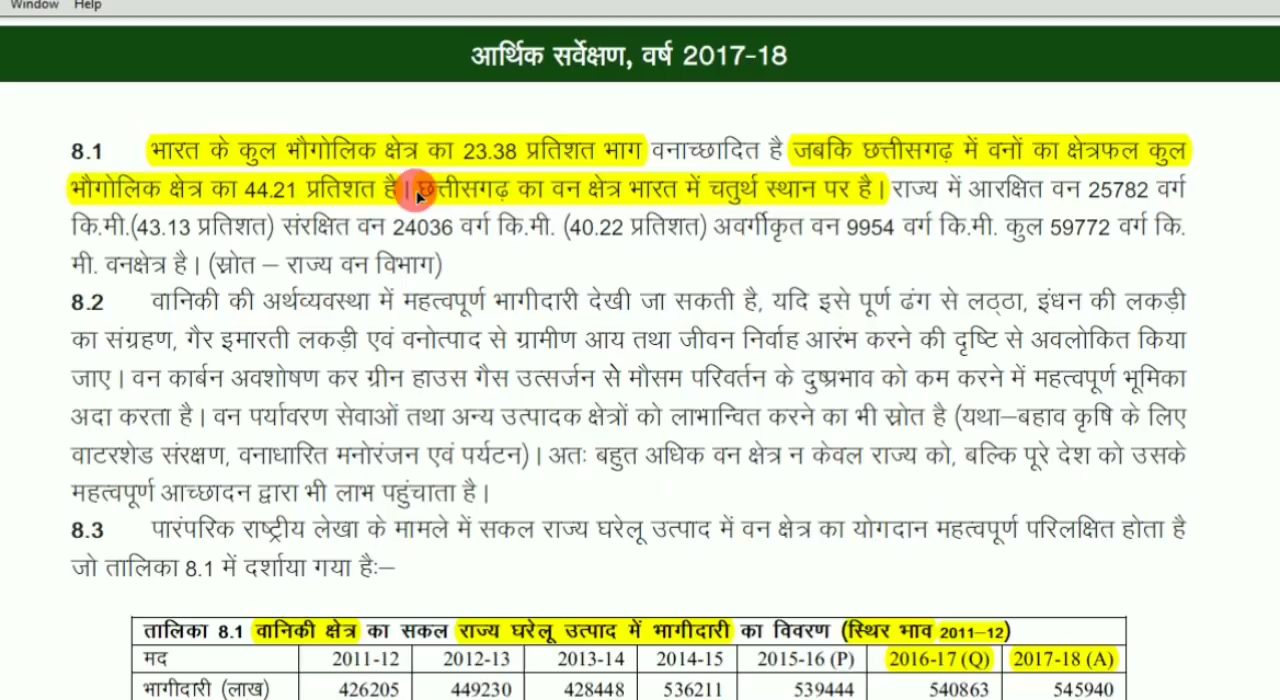 Window Help
आर्थिक सर्वेक्षण, वर्ष 2017-18
8.1 भारत के कुल भौगोलिक क्षेत्र का 23.38 प्रतिशत भाग वनाच्छादित है जबकि छत्तीसगढ़ में वनों का क्षेत्रफल कुल
भौगोलिक क्षेत्र का 44.21 प्रतिशत है। छत्तीसगढ़ का वन क्षेत्र भारत में चतुर्थ स्थान पर है। राज्य में आरक्षित वन 25782 वर्ग
कि.मी.(43.13 प्रतिशत) संरक्षित वन 24036 वर्ग कि.मी. (40.22 प्रतिशत) अवर्गीकृत वन 9954 वर्ग कि.मी. कुल 59772 वर्ग कि.
मी. वनक्षेत्र है। (स्रोत – राज्य वन विभाग)
8.2 वानिकी की अर्थव्यवस्था में महत्वपूर्ण भागीदारी देखी जा सकती है, यदि इसे पूर्ण ढंग से लठ्ठा, इंधन की लकड़ी
का संग्रहण, गैर इमारती लकड़ी एवं वनोत्पाद से ग्रामीण आय तथा जीवन निर्वाह आरंभ करने की दृष्टि से अवलोकित किया
जाए। वन कार्बन अवशोषण कर ग्रीन हाउस गैस उत्सर्जन से मौसम परिवर्तन के दुष्प्रभाव को कम करने में महत्वपूर्ण भूमिका
अदा करता है। वन पर्यावरण सेवाओं तथा अन्य उत्पादक क्षेत्रों को लाभान्वित करने का भी स्रोत है (यथा–बहाव कृषि के लिए
वाटरशेड संरक्षण, वनाधारित मनोरंजन एवं पर्यटन)। अतः बहुत अधिक वन क्षेत्र न केवल राज्य को, बल्कि पूरे देश को उसके
महत्वपूर्ण आच्छादन द्वारा भी लाभ पहुंचाता है।
8.3 पारंपरिक राष्ट्रीय लेखा के मामले में सकल राज्य घरेलू उत्पाद में वन क्षेत्र का योगदान महत्वपूर्ण परिलक्षित होता है
जो तालिका 8.1 में दर्शाया गया है:–
तालिका 8.1 वानिकी क्षेत्र का सकल राज्य घरेलू उत्पाद में भागीदारी का विवरण (स्थिर भाव 2011–12)
मद 2011-12 2012-13 2013-14 2014-15 2015-16 (P) 2016-17 (Q) 2017-18 (A)
भागीदारी (लाख) 426205 449230 428448 536211 539444 540863 545940